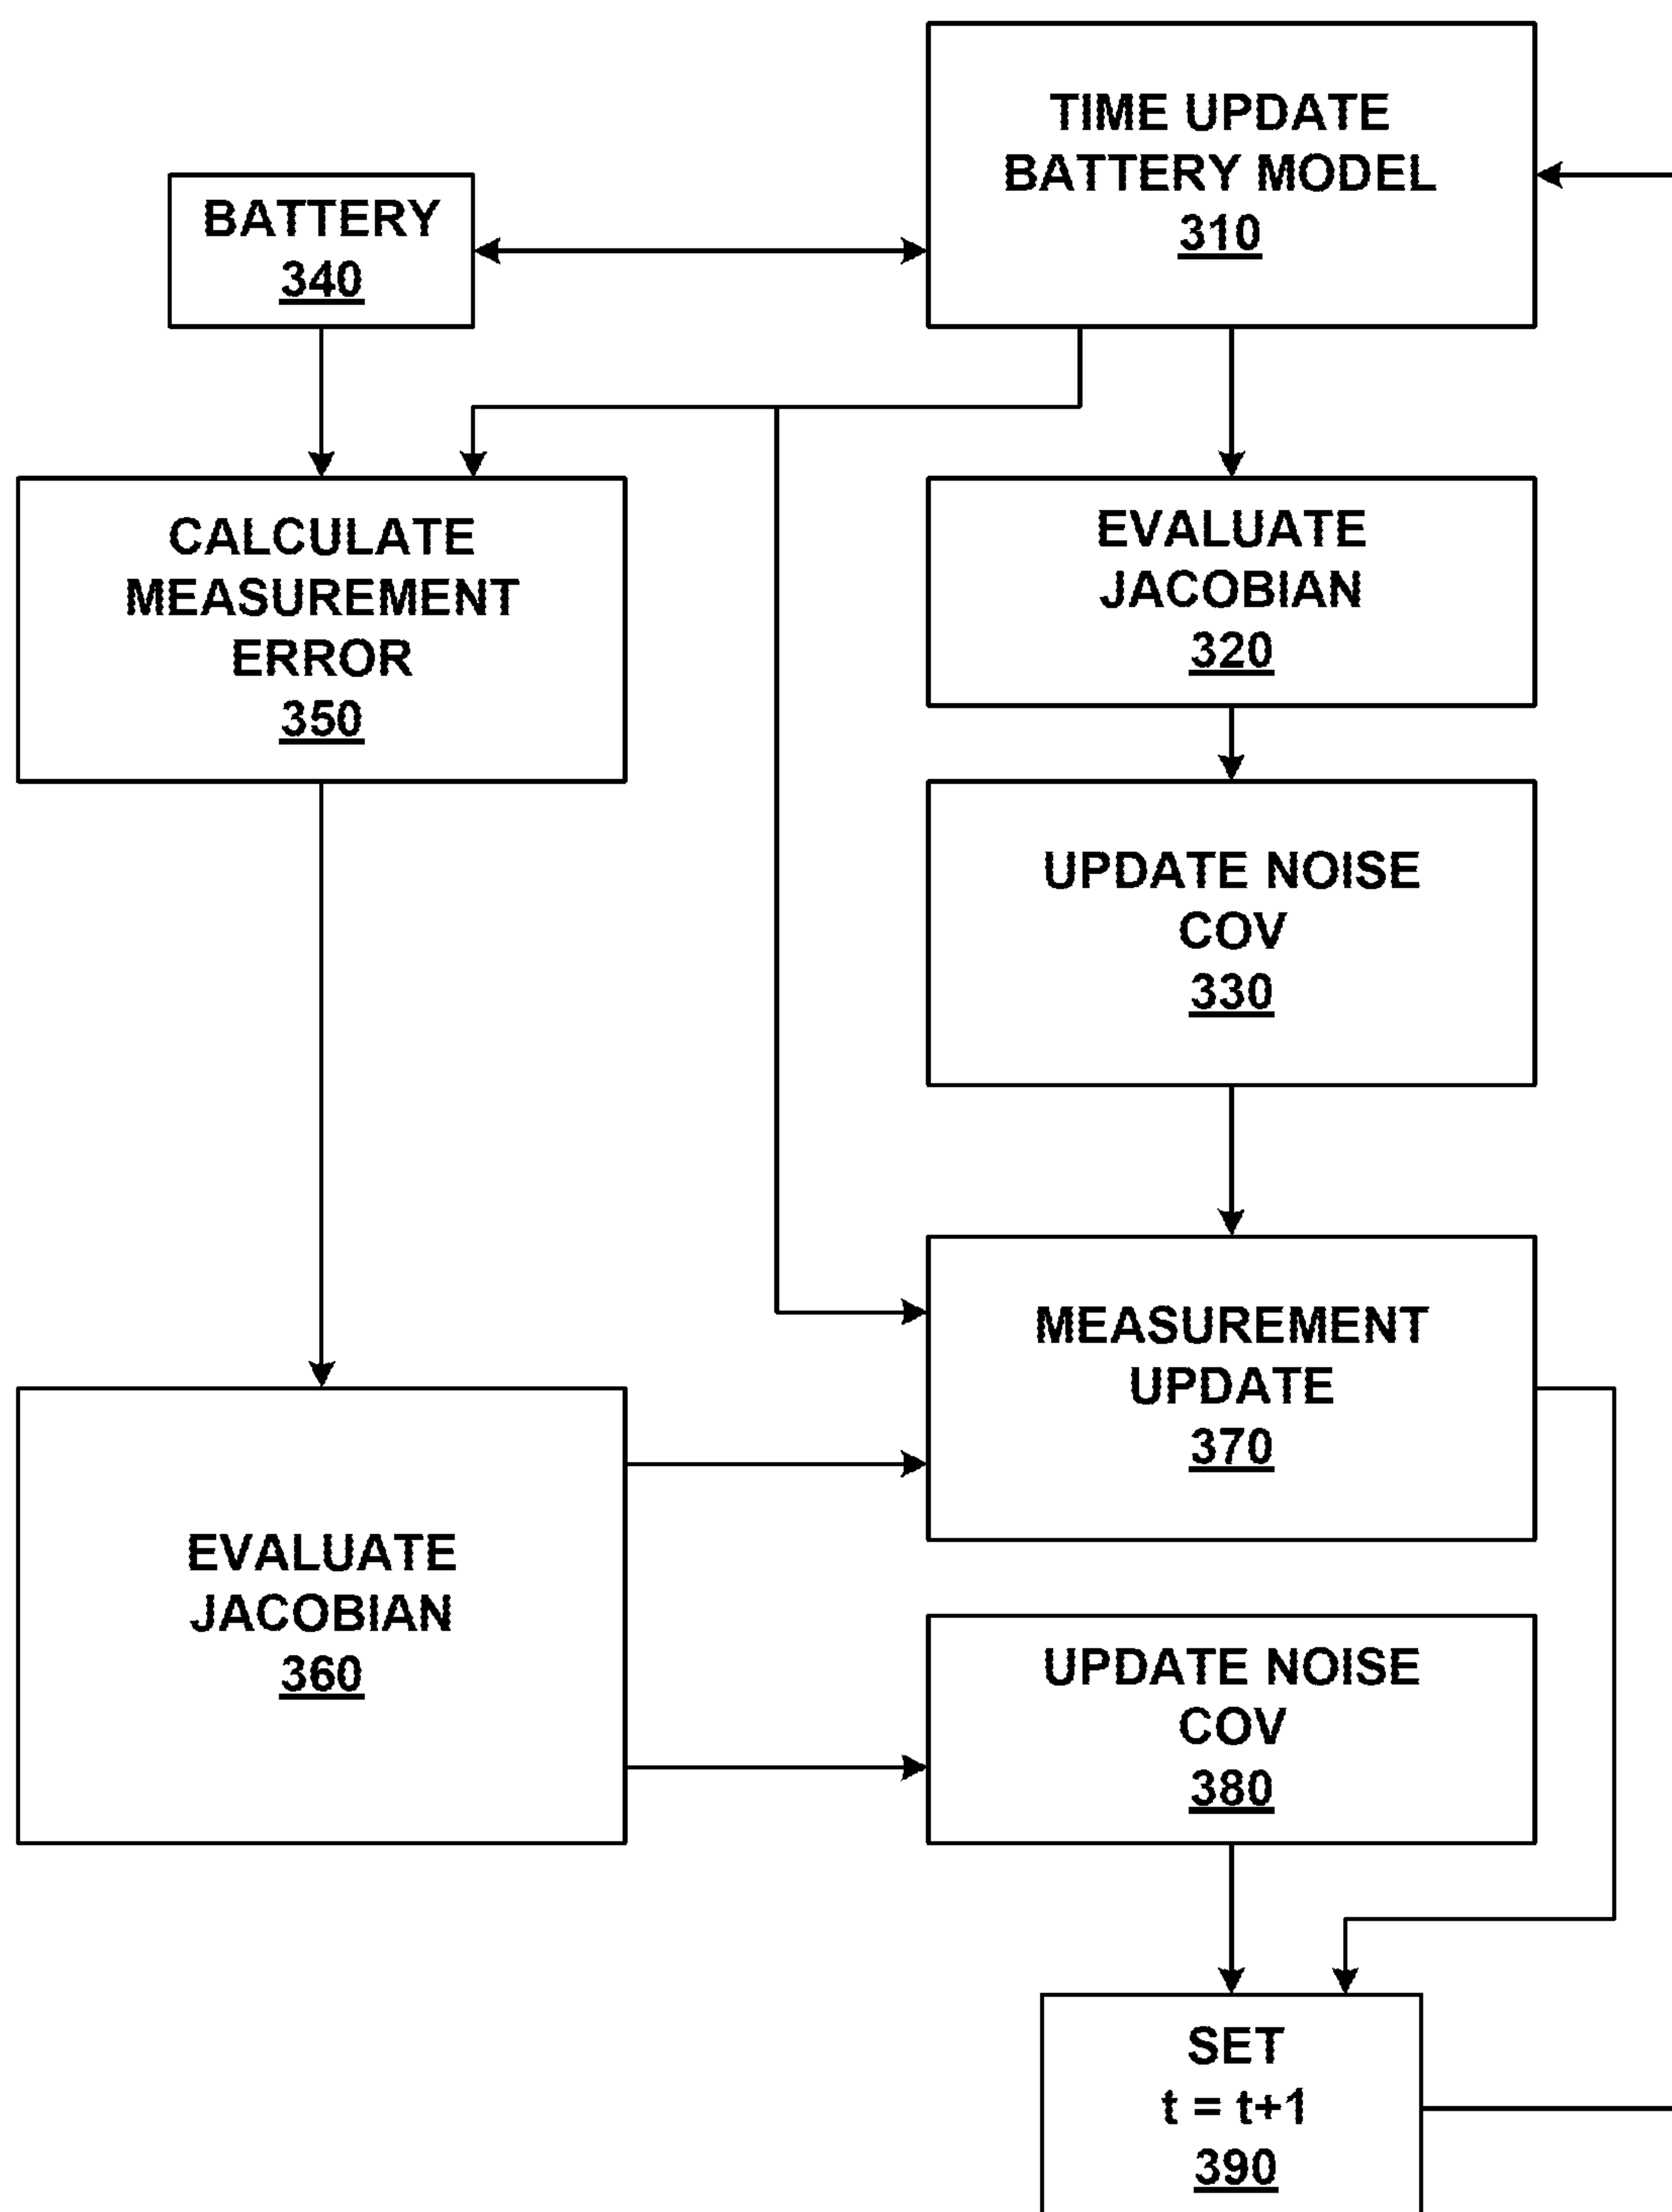 TIME UPDATE
BATTERY MODEL
310
BATTERY
340
CALCULATE
MEASUREMENT
ERROR
350
EVALUATE
JACOBIAN
320
UPDATE NOISE
COV
330
MEASUREMENT
UPDATE
370
EVALUATE
JACOBIAN
360
UPDATE NOISE
COV
380
SET
t = t+1
390